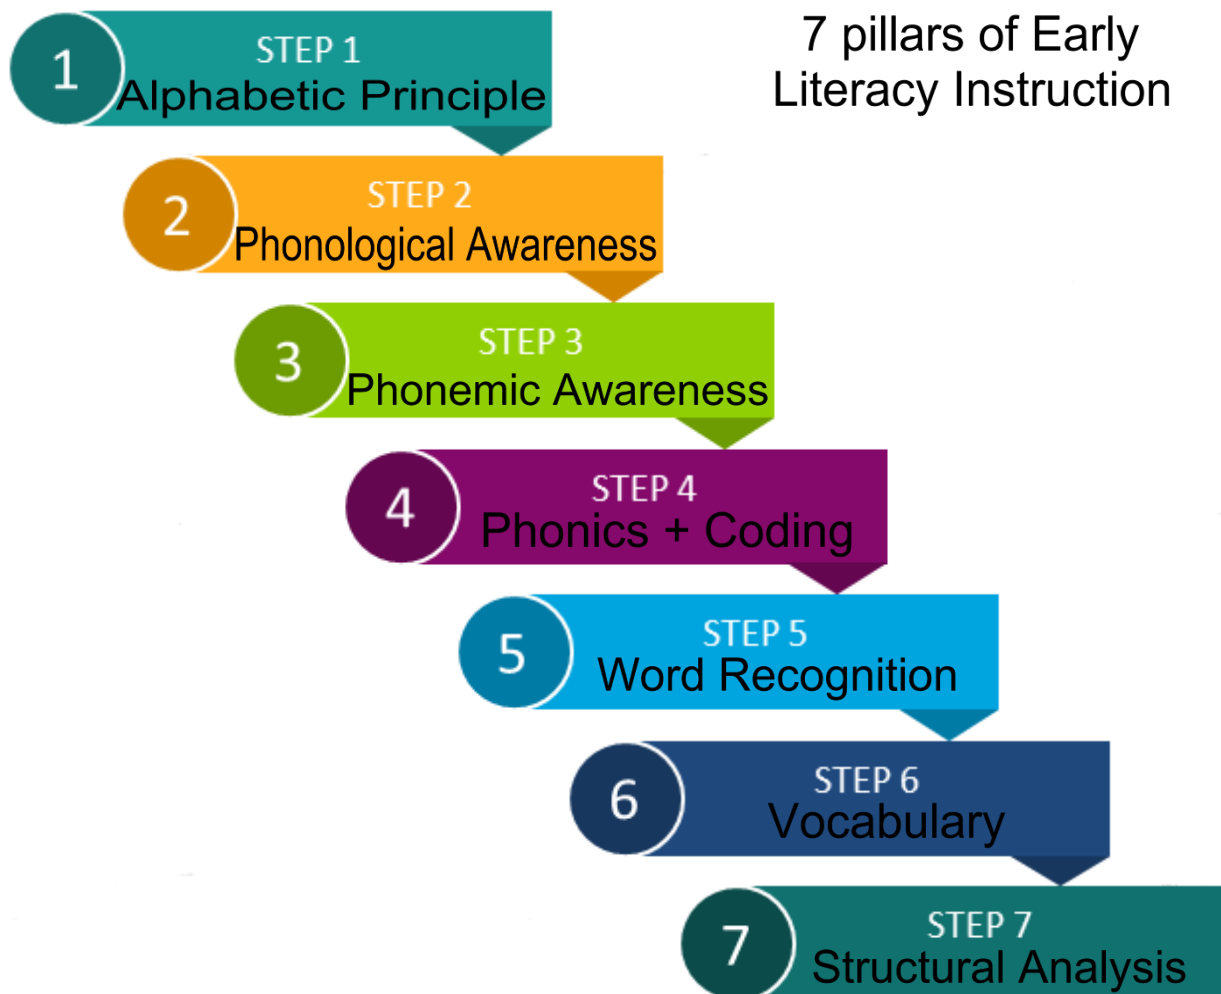 7 pillars of Early
Literacy Instruction
1
STEP 1
Alphabetic Principle
2
STEP 2
Phonological Awareness
3
STEP 3
Phonemic Awareness
4
STEP 4
Phonics + Coding
5
STEP 5
Word Recognition
6
STEP 6
Vocabulary
7
STEP 7
Structural Analysis